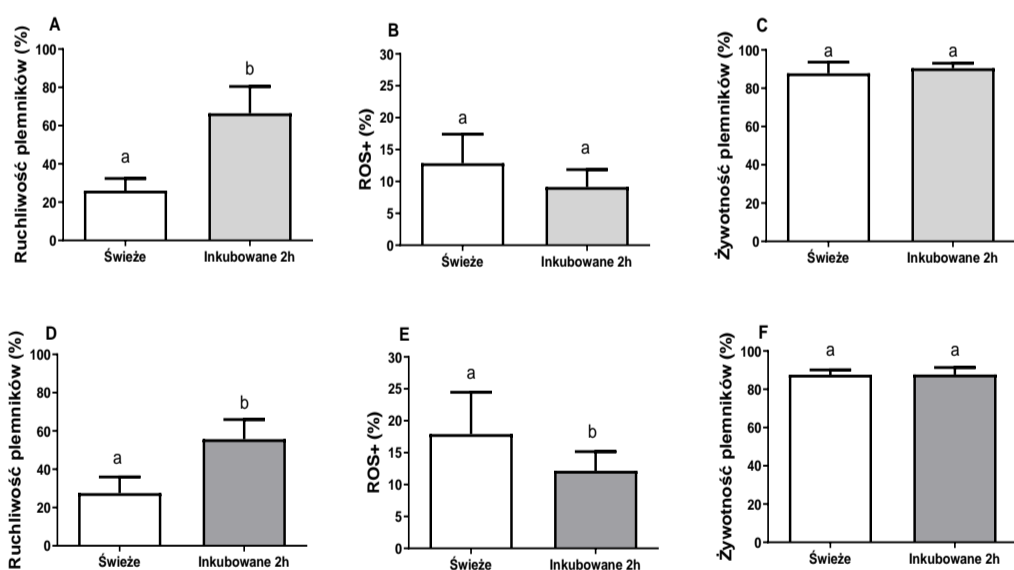 A
Ruchliwość plemników (%)
100
80
60
40
20
0
a
b
Świeże
Inkubowane 2h
B
ROS+ (%)
30
25
20
15
10
5
0
a
a
Świeże
Inkubowane 2h
C
Żywotność plemników (%)
100
80
60
40
20
0
a
a
Świeże
Inkubowane 2h
D
Ruchliwość plemników (%)
100
80
60
40
20
0
a
b
Świeże
Inkubowane 2h
E
ROS+ (%)
30
25
20
15
10
5
0
a
b
Świeże
Inkubowane 2h
F
Żywotność plemników (%)
100
80
60
40
20
0
a
a
Świeże
Inkubowane 2h